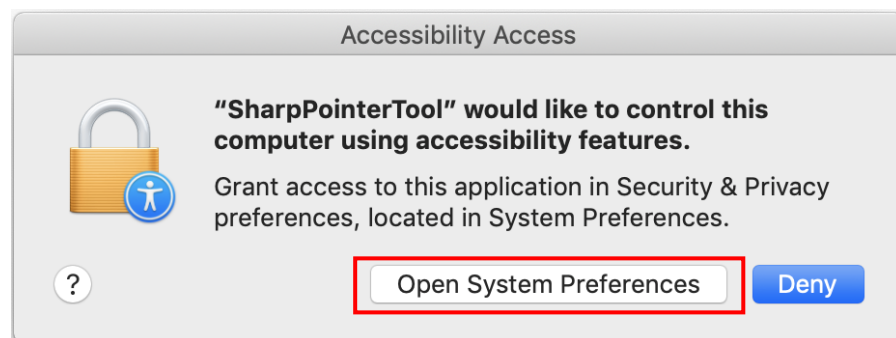 Accessibility Access
“SharpPointerTool” would like to control this
computer using accessibility features.
Grant access to this application in Security & Privacy
preferences, located in System Preferences.
?
Open System Preferences
Deny